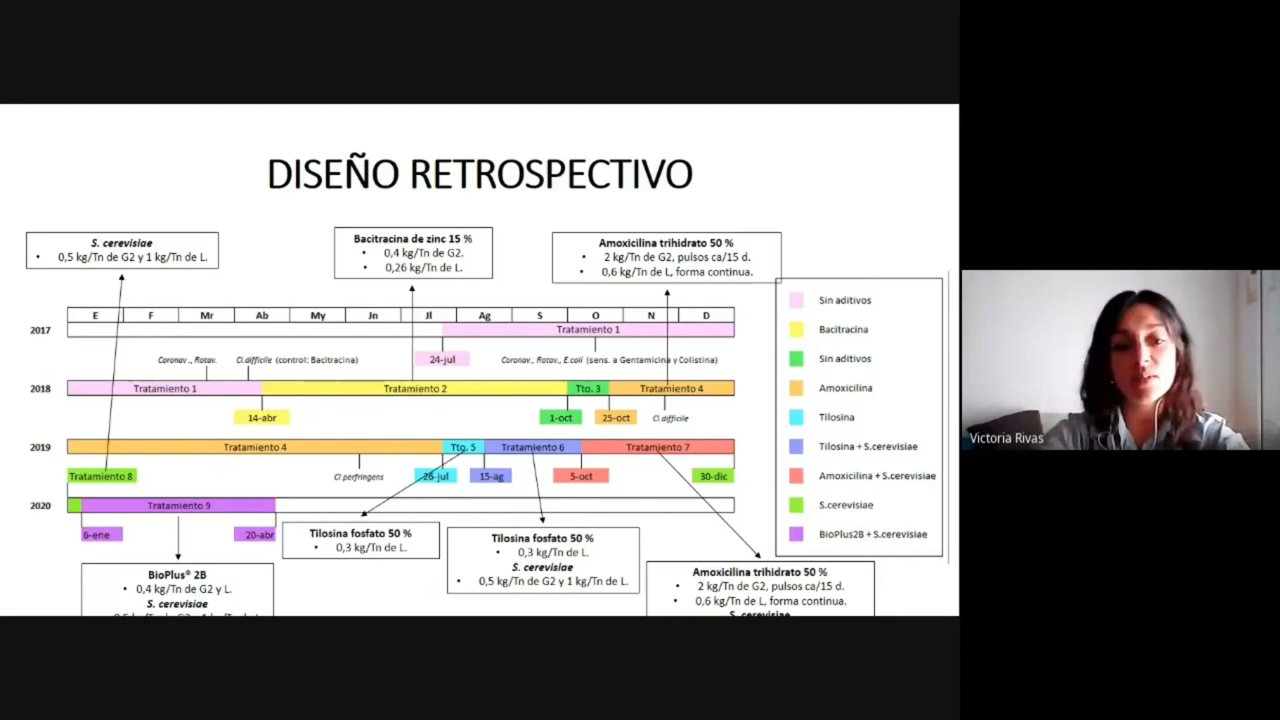 DISEÑO RETROSPECTIVO
S. cerevisiae
• 0,5 kg/Tn de G2 y 1 kg/Tn de L.
Bacitracina de zinc 15 %
• 0,4 kg/Tn de G2.
• 0,26 kg/Tn de L.
Amoxicilina trihidrato 50 %
• 2 kg/Tn de G2, pulsos ca/15 d.
• 0,6 kg/Tn de L, forma continua.
E F Mr Ab My Jn Jl Ag S O N D
2017 Tratamiento 1
Coronav., Rotav. Cl.difficile (control: Bacitracina) 24-jul Coronav., Rotav., E.coli (sens. a Gentamicina y Colistina)
2018 Tratamiento 1 Tratamiento 2 Tto. 3 Tratamiento 4
14-abr 1-oct 25-oct Cl.difficile
2019 Tratamiento 4 Tto. 5 Tratamiento 6 Tratamiento 7
Tratamiento 8 Cl perfringens 26-jul 15-ag 5-oct 30-dic
2020 Tratamiento 9
6-ene 20-abr
Sin aditivos
Bacitracina
Sin aditivos
Amoxicilina
Tilosina
Tilosina + S.cerevisiae
Amoxicilina + S.cerevisiae
S.cerevisiae
BioPlus2B + S.cerevisiae
Tilosina fosfato 50 %
• 0,3 kg/Tn de L.
Tilosina fosfato 50 %
• 0,3 kg/Tn de L.
S. cerevisiae
• 0,5 kg/Tn de G2 y 1 kg/Tn de L.
BioPlus® 2B
• 0,4 kg/Tn de G2 y L.
S. cerevisiae
Amoxicilina trihidrato 50 %
• 2 kg/Tn de G2, pulsos ca/15 d.
• 0,6 kg/Tn de L, forma continua.
S. cerevisiae
Victoria Rivas